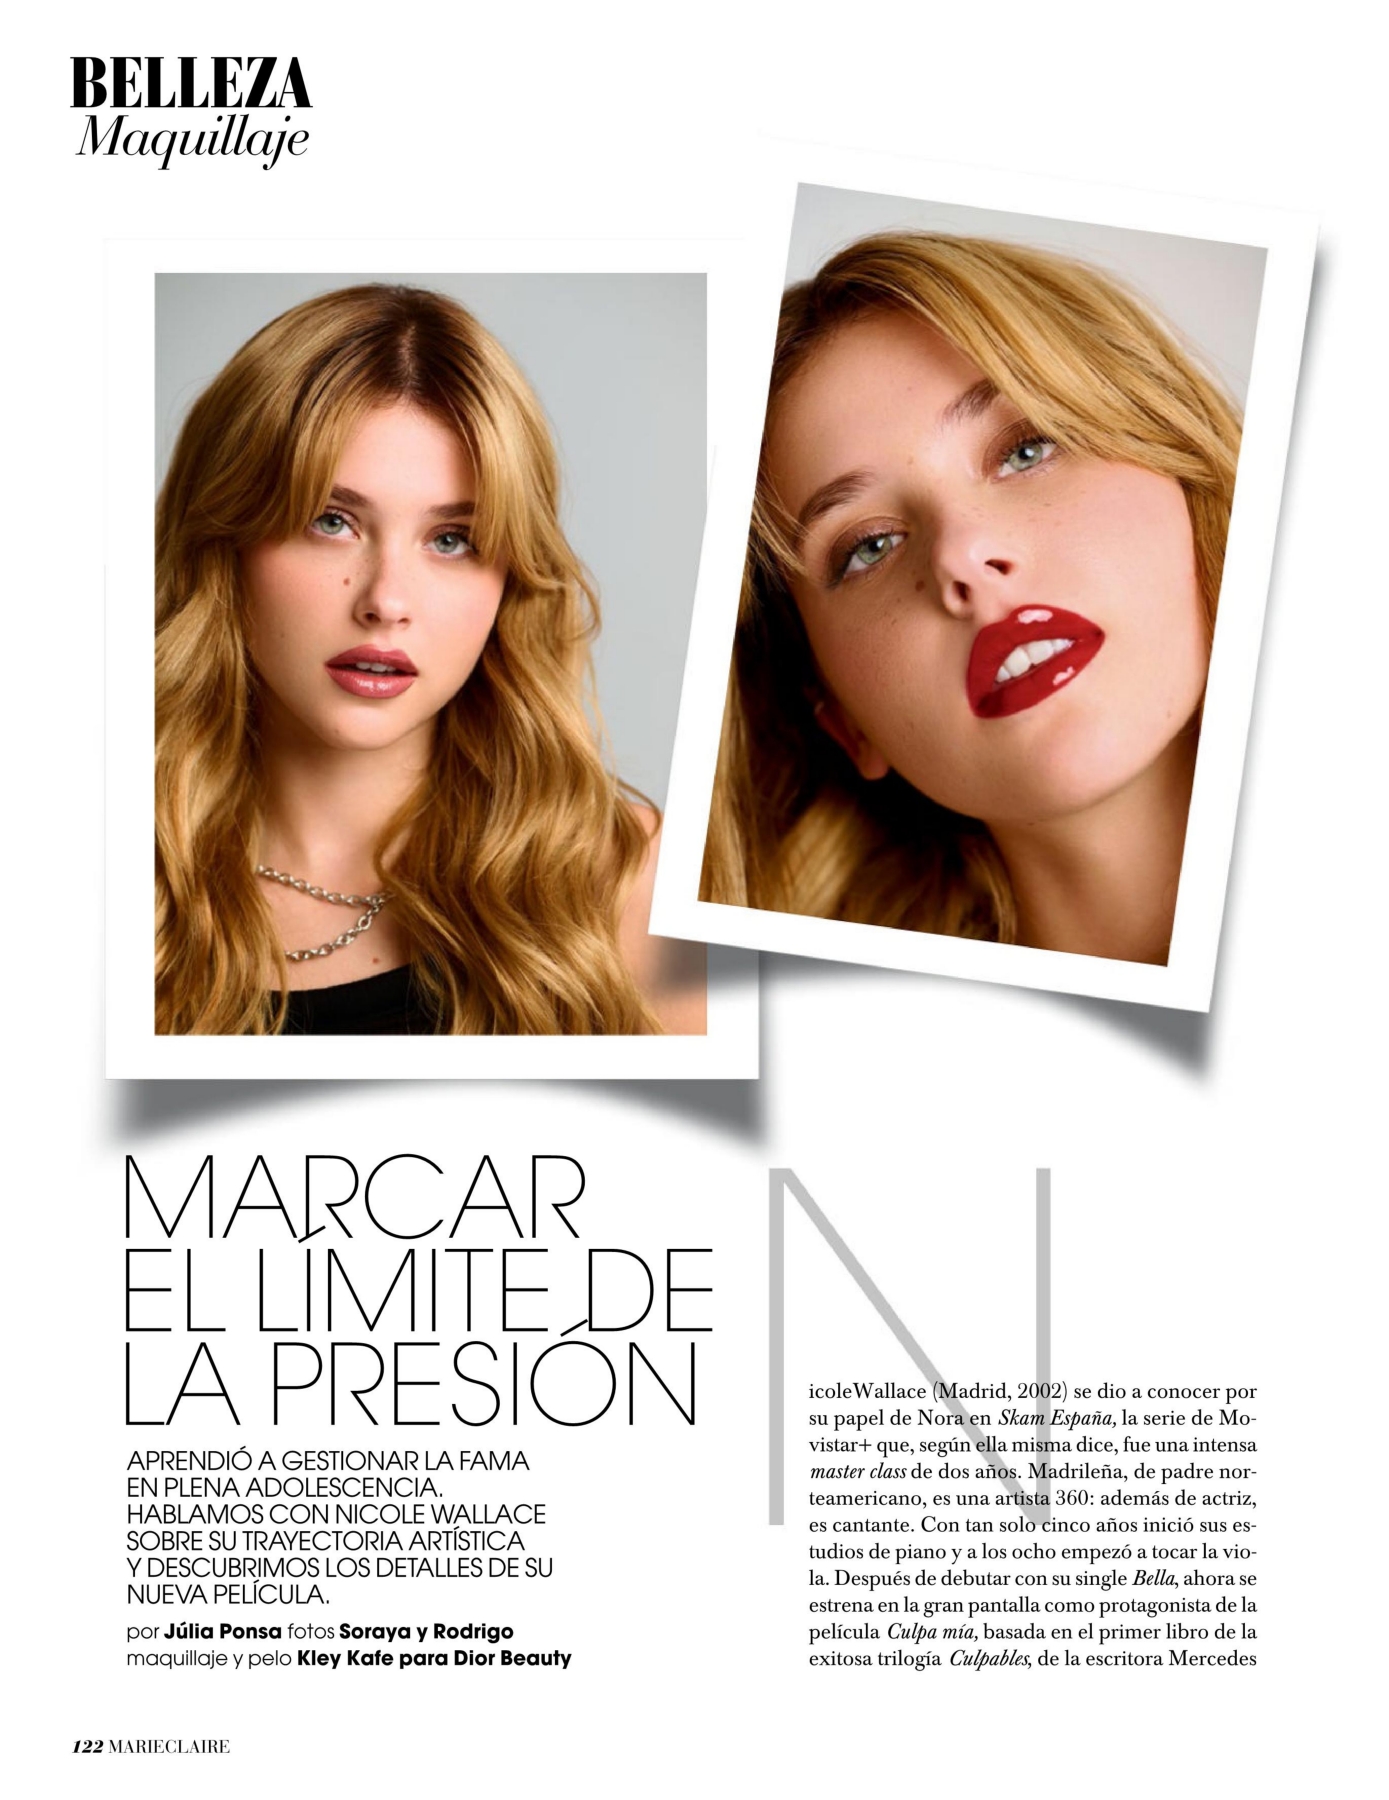 BELLEZA
Maquillaje
MARCAR
EL LÍMITE DE
LA PRESIÓN
APRENDIÓ A GESTIONAR LA FAMA
EN PLENA ADOLESCENCIA.
HABLAMOS CON NICOLE WALLACE
SOBRE SU TRAYECTORIA ARTÍSTICA
Y DESCUBRIMOS LOS DETALLES DE SU
NUEVA PELÍCULA.
por Júlia Ponsa fotos Soraya y Rodrigo
maquillaje y pelo Kley Kafe para Dior Beauty
N
icoleWallace (Madrid, 2002) se dio a conocer por
su papel de Nora en Skam España, la serie de Mo-
vistar+ que, según ella misma dice, fue una intensa
master class de dos años. Madrileña, de padre nor-
teamericano, es una artista 360: además de actriz,
es cantante. Con tan solo cinco años inició sus es-
tudios de piano y a los ocho empezó a tocar la vio-
la. Después de debutar con su single Bella, ahora se
estrena en la gran pantalla como protagonista de la
película Culpa mía, basada en el primer libro de la
exitosa trilogía Culpables, de la escritora Mercedes
122 MARIECLAIRE